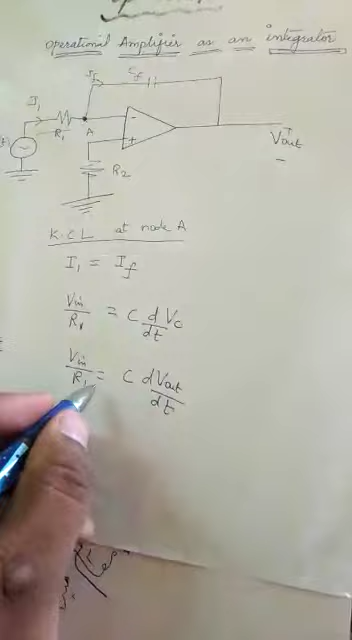 Operational Amplifier as an integrator
If
Cf
I1
R1
A
-
+
Vout
R2
K.C.L at node A
I1 = If
Vin/R1 = C d/dt Vc
Vin/R1 = C dVout/dt